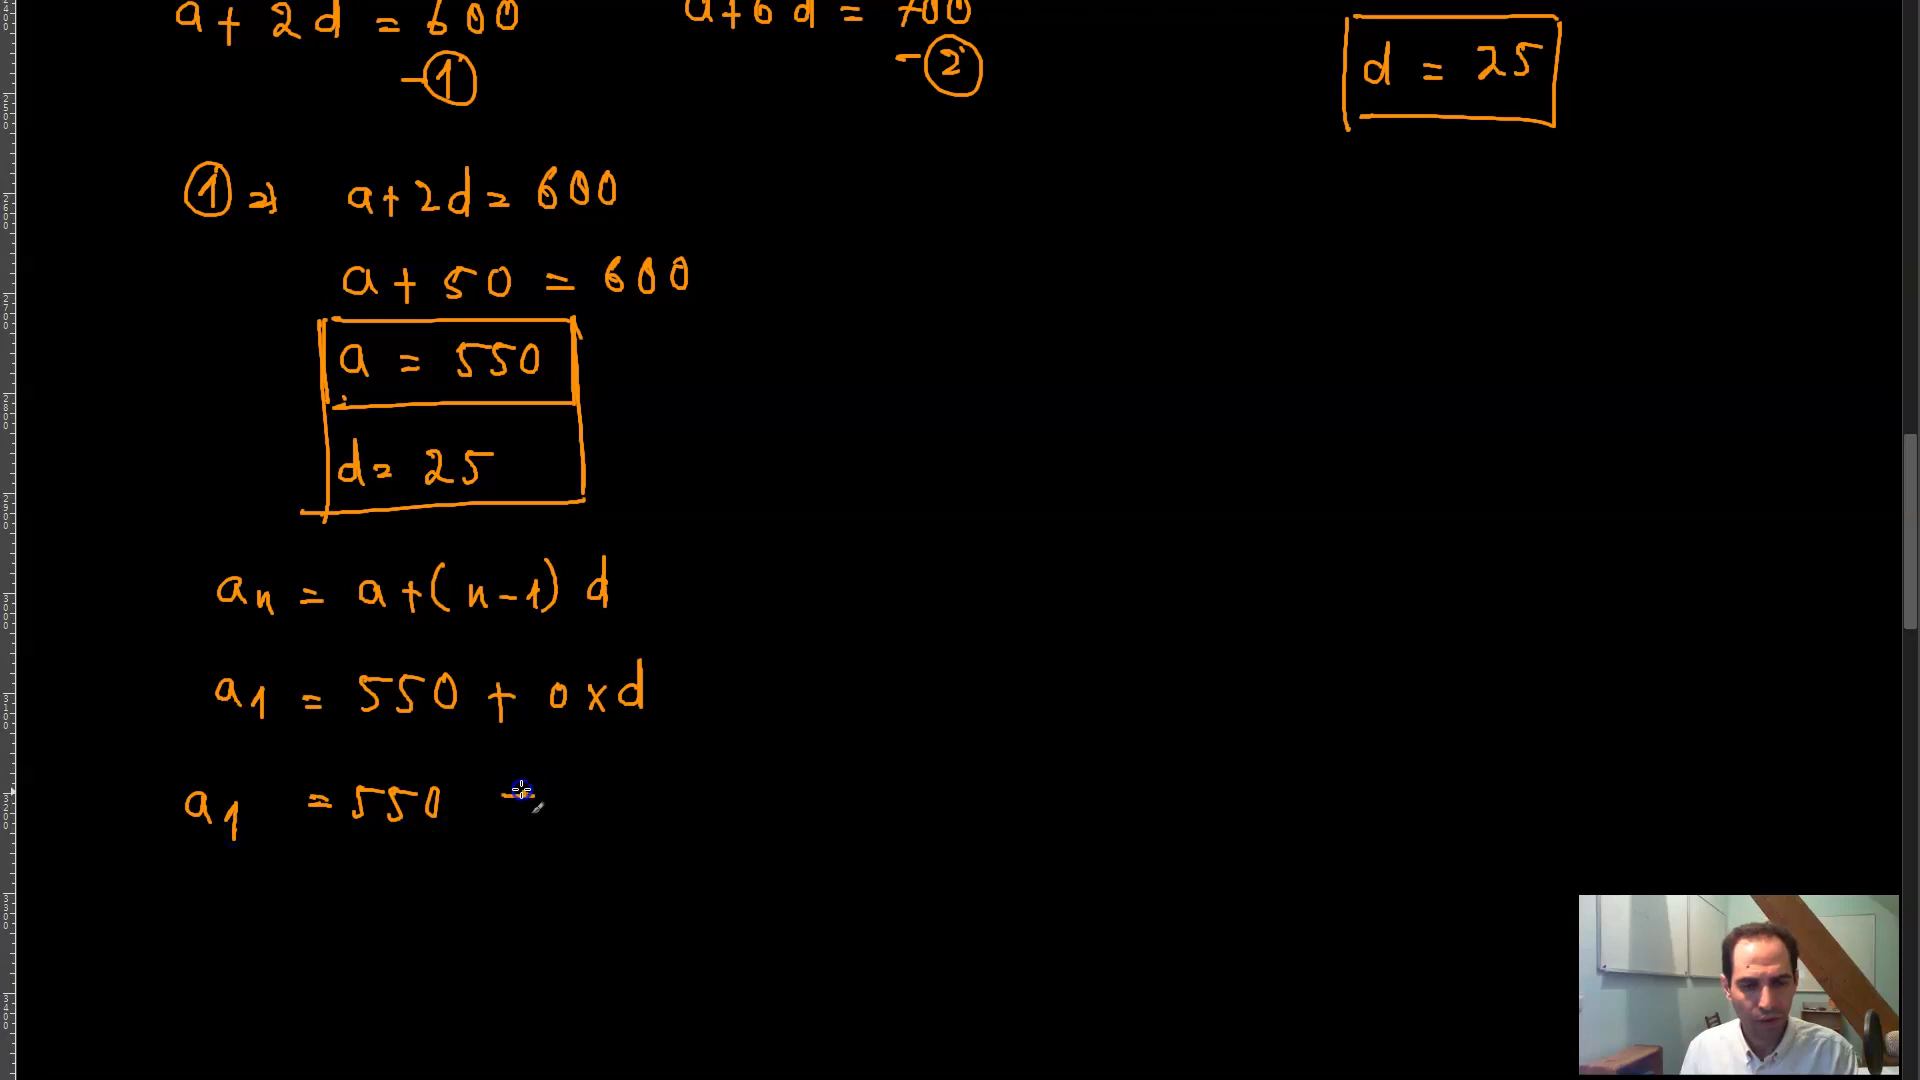 a + 2d = 600
a+6d = 700
-①
-②
d = 25
① ⇒ a+2d= 600
a + 50 = 600
a = 550
d= 25
aₙ = a+(n-1) d
a₁ = 550 + 0xd
a₁ = 550